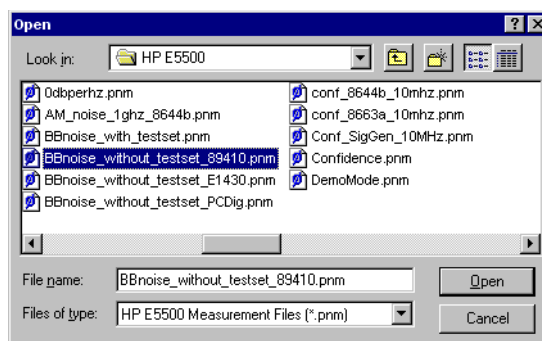 Open
Look in: HP E5500
0dbperhz.pnm
AM_noise_1ghz_8644b.pnm
BBnoise_with_testset.pnm
BBnoise_without_testset_89410.pnm
BBnoise_without_testset_E1430.pnm
BBnoise_without_testset_PCDig.pnm
conf_8644b_10mhz.pnm
conf_8663a_10mhz.pnm
Conf_SigGen_10MHz.pnm
Confidence.pnm
DemoMode.pnm
File name: BBnoise_without_testset_89410.pnm Open
Files of type: HP E5500 Measurement Files (*.pnm) Cancel